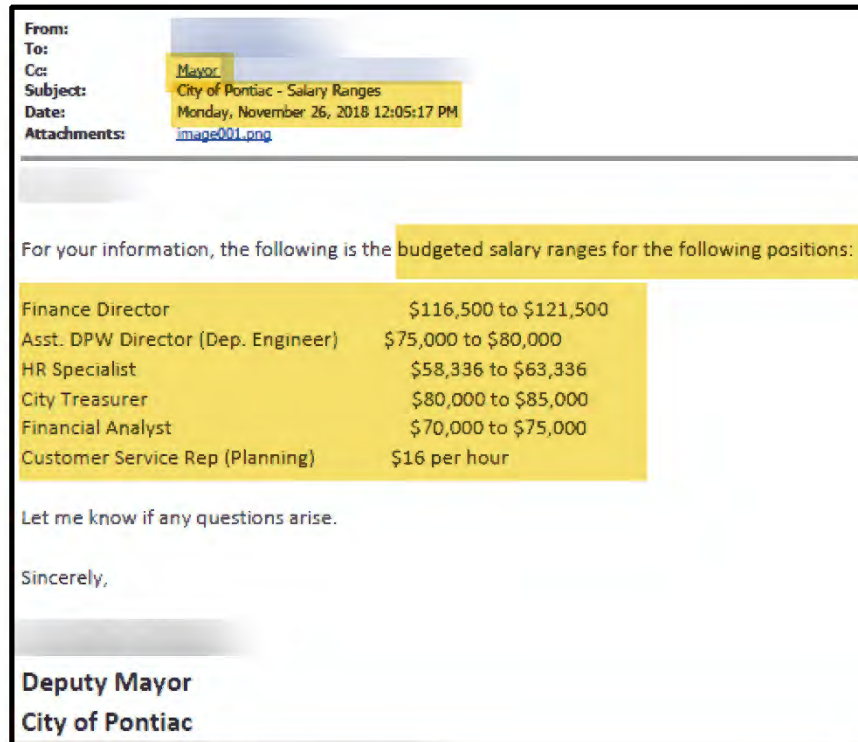 From:
To:
Cc: Mayor
Subject: City of Pontiac - Salary Ranges
Date: Monday, November 26, 2018 12:05:17 PM
Attachments: image001.png
For your information, the following is the budgeted salary ranges for the following positions:
Finance Director $116,500 to $121,500
Asst. DPW Director (Dep. Engineer) $75,000 to $80,000
HR Specialist $58,336 to $63,336
City Treasurer $80,000 to $85,000
Financial Analyst $70,000 to $75,000
Customer Service Rep (Planning) $16 per hour
Let me know if any questions arise.
Sincerely,
Deputy Mayor
City of Pontiac